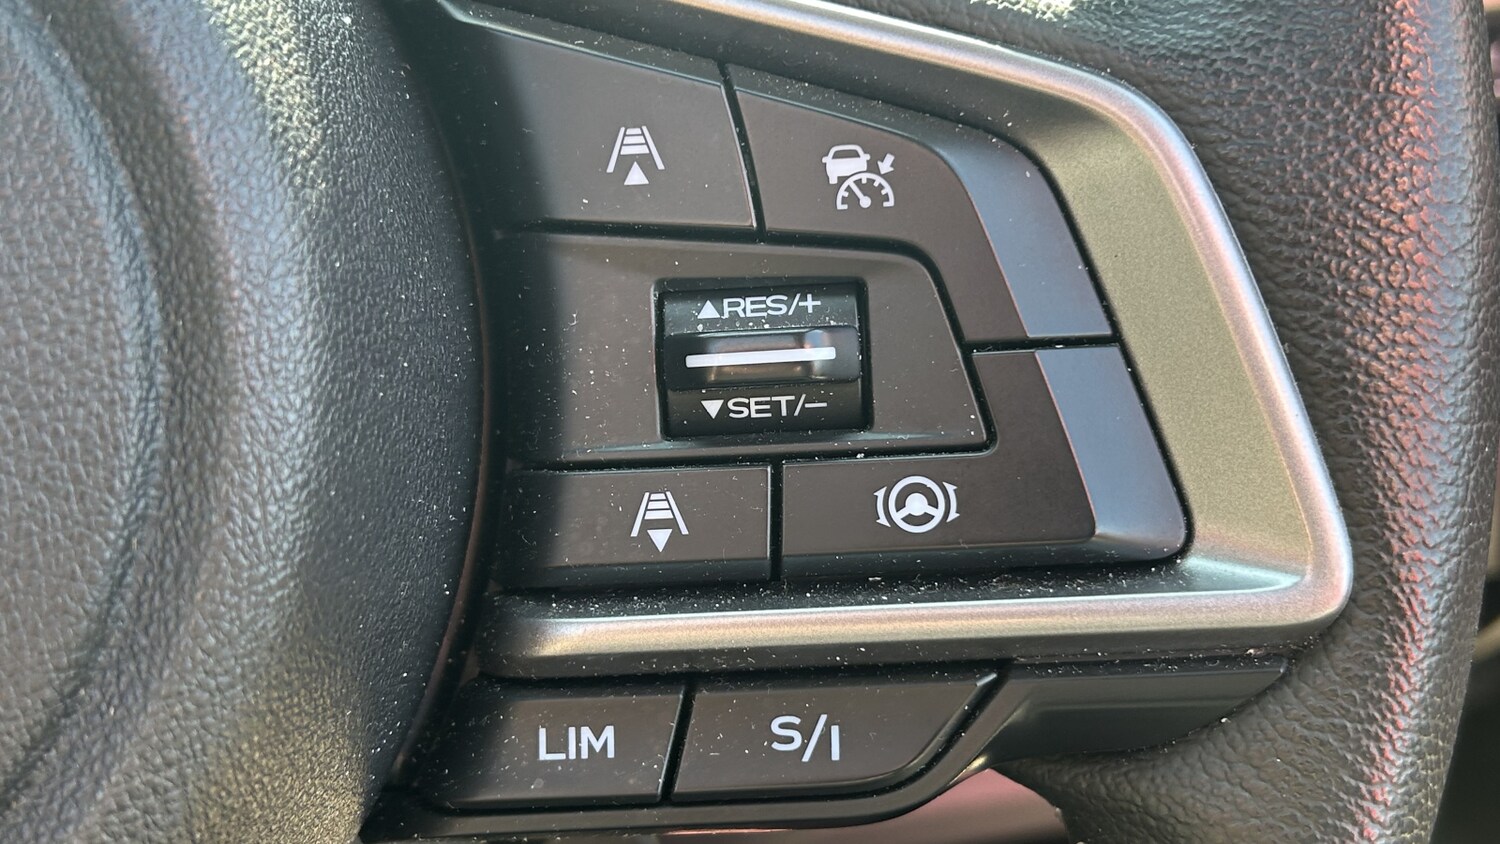 ▲RES/+
▼SET/−
LIM
S/I